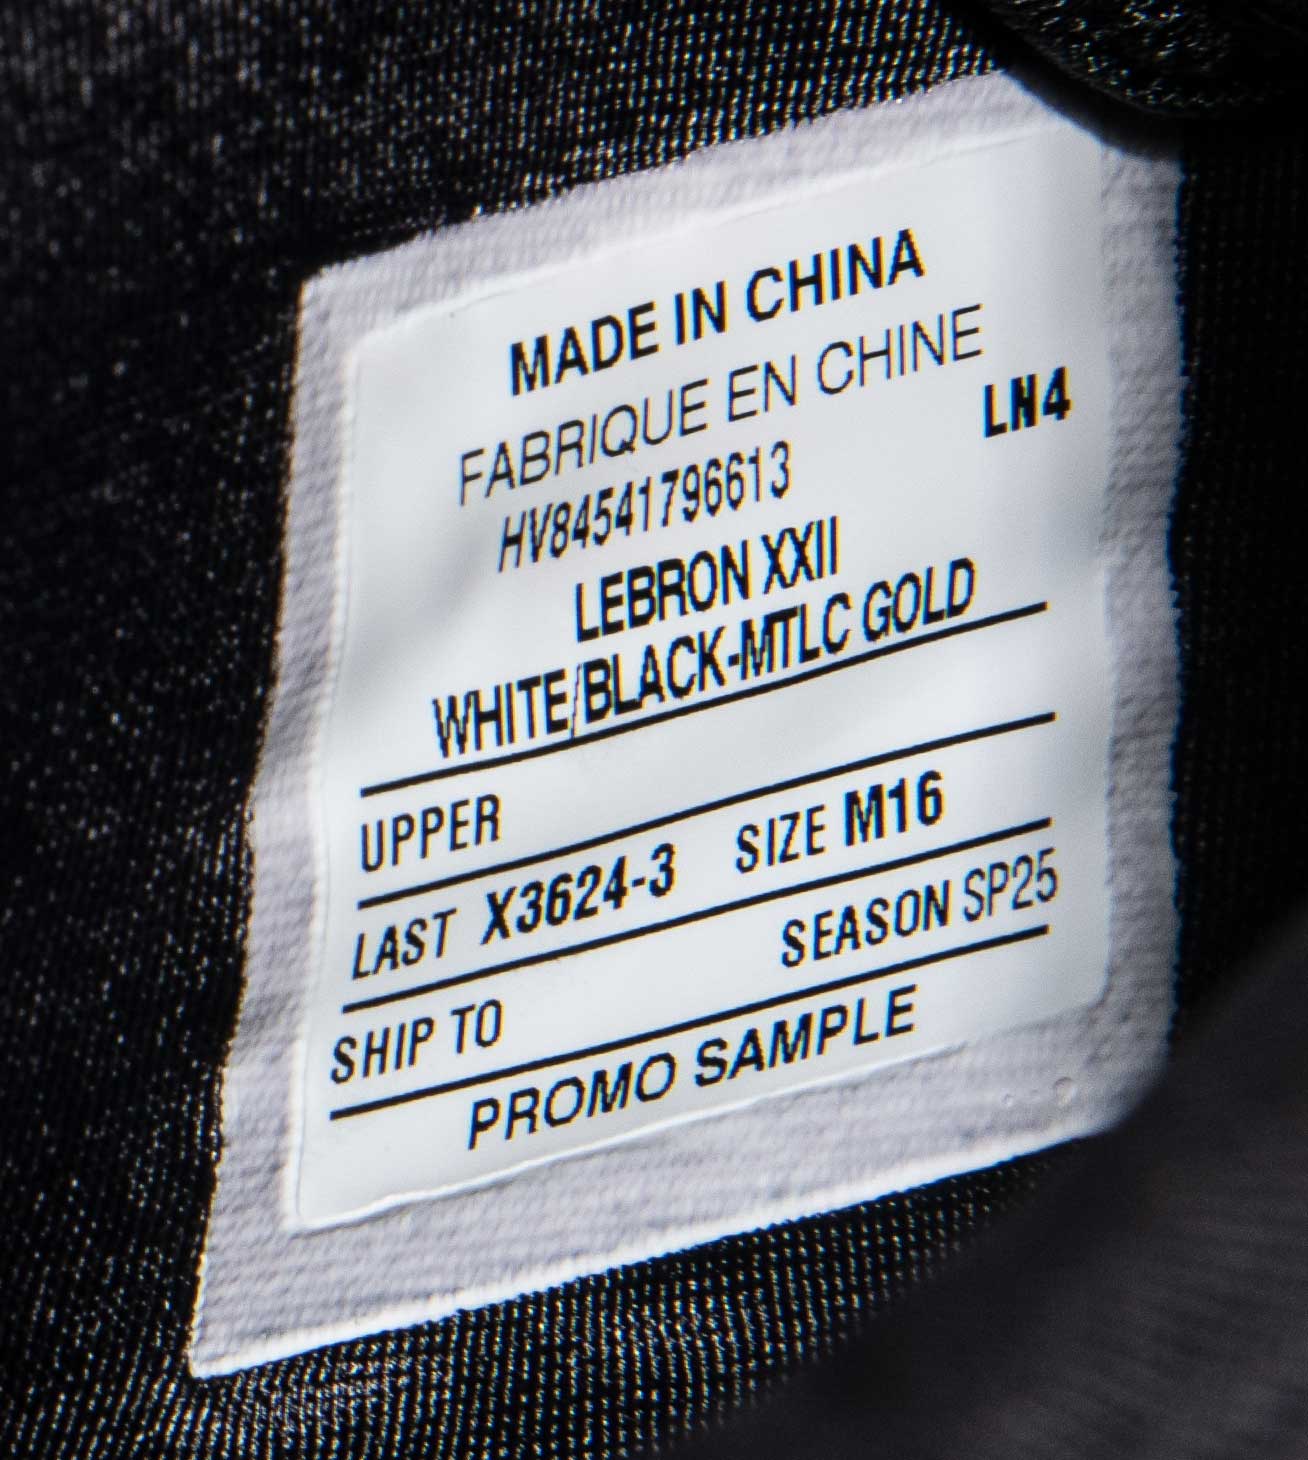 MADE IN CHINA
FABRIQUE EN CHINE
LN4
HV84541796613
LEBRON XXII
WHITE/BLACK-MTLC GOLD
UPPER
LAST X3624-3 SIZE M16
SEASON SP25
SHIP TO
PROMO SAMPLE